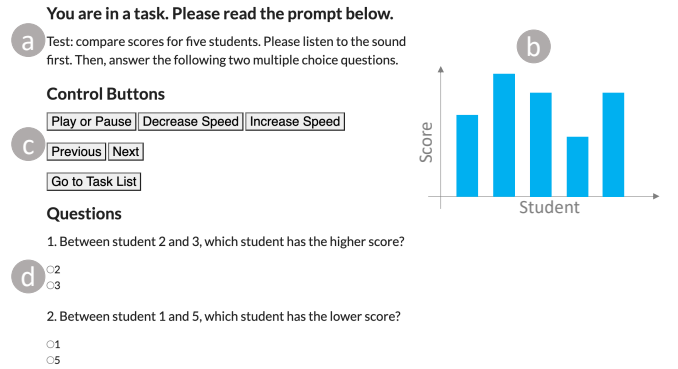 You are in a task. Please read the prompt below.
a
Test: compare scores for five students. Please listen to the sound
first. Then, answer the following two multiple choice questions.
b
Score
Student
Control Buttons
c
Play or Pause Decrease Speed Increase Speed
Previous Next
Go to Task List
Questions
d
1. Between student 2 and 3, which student has the higher score?
2
3
2. Between student 1 and 5, which student has the lower score?
1
5